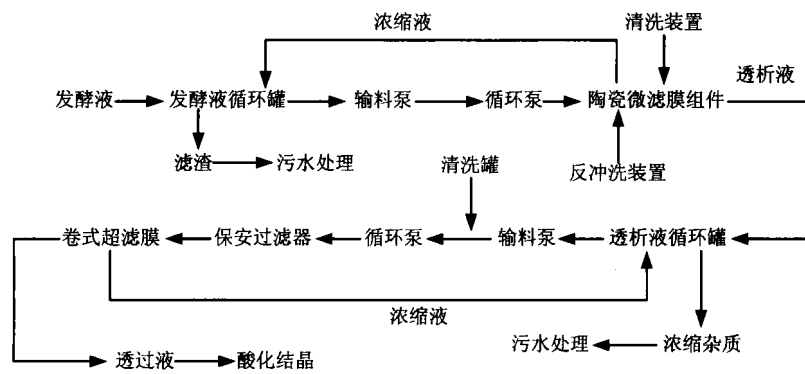 浓缩液
清洗装置
透析液
发酵液
发酵液循环罐
输料泵
循环泵
陶瓷微滤膜组件
滤渣
污水处理
清洗罐
反冲洗装置
卷式超滤膜
保安过滤器
循环泵
输料泵
透析液循环罐
浓缩液
污水处理
浓缩杂质
透过液
酸化结晶